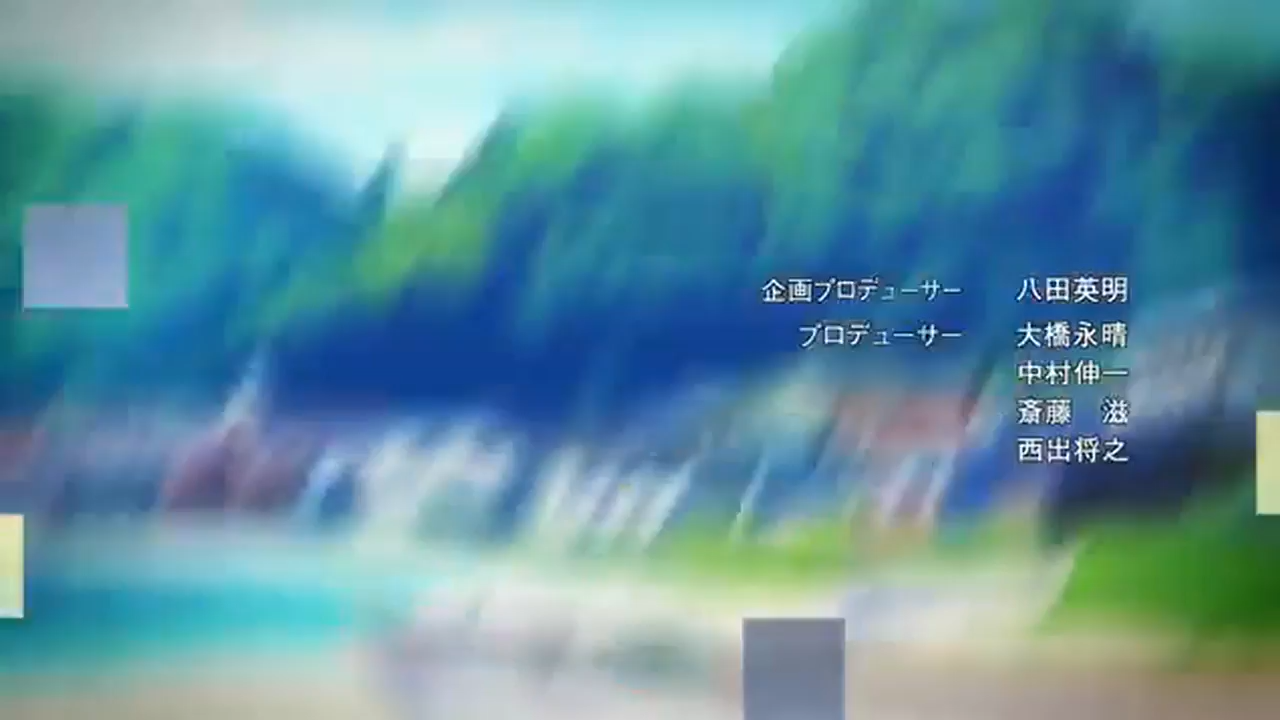 企画プロデューサー 八田英明
プロデューサー 大橋永晴
中村伸一
斎藤 滋
西出将之